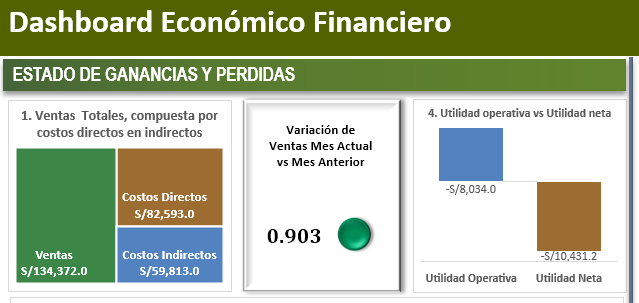 Dashboard Económico Financiero
ESTADO DE GANANCIAS Y PERDIDAS
1. Ventas Totales, compuesta por
costos directos en indirectos
Ventas
S/134,372.0
Costos Directos
S/82,593.0
Costos Indirectos
S/59,813.0
Variación de
Ventas Mes Actual
vs Mes Anterior
0.903
4. Utilidad operativa vs Utilidad neta
-S/8,034.0
-S/10,431.2
Utilidad Operativa
Utilidad Neta